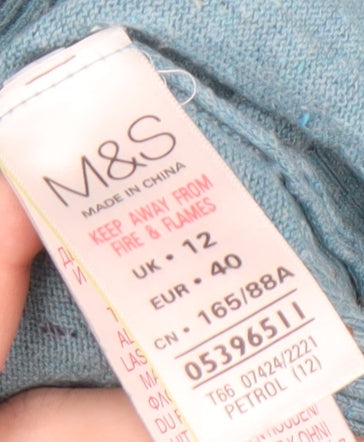 M&S
MADE IN CHINA
KEEP AWAY FROM
FIRE & FLAMES
UK • 12
EUR • 40
CN • 165/88A
05396511
T66 07424/2221
PETROL (12)